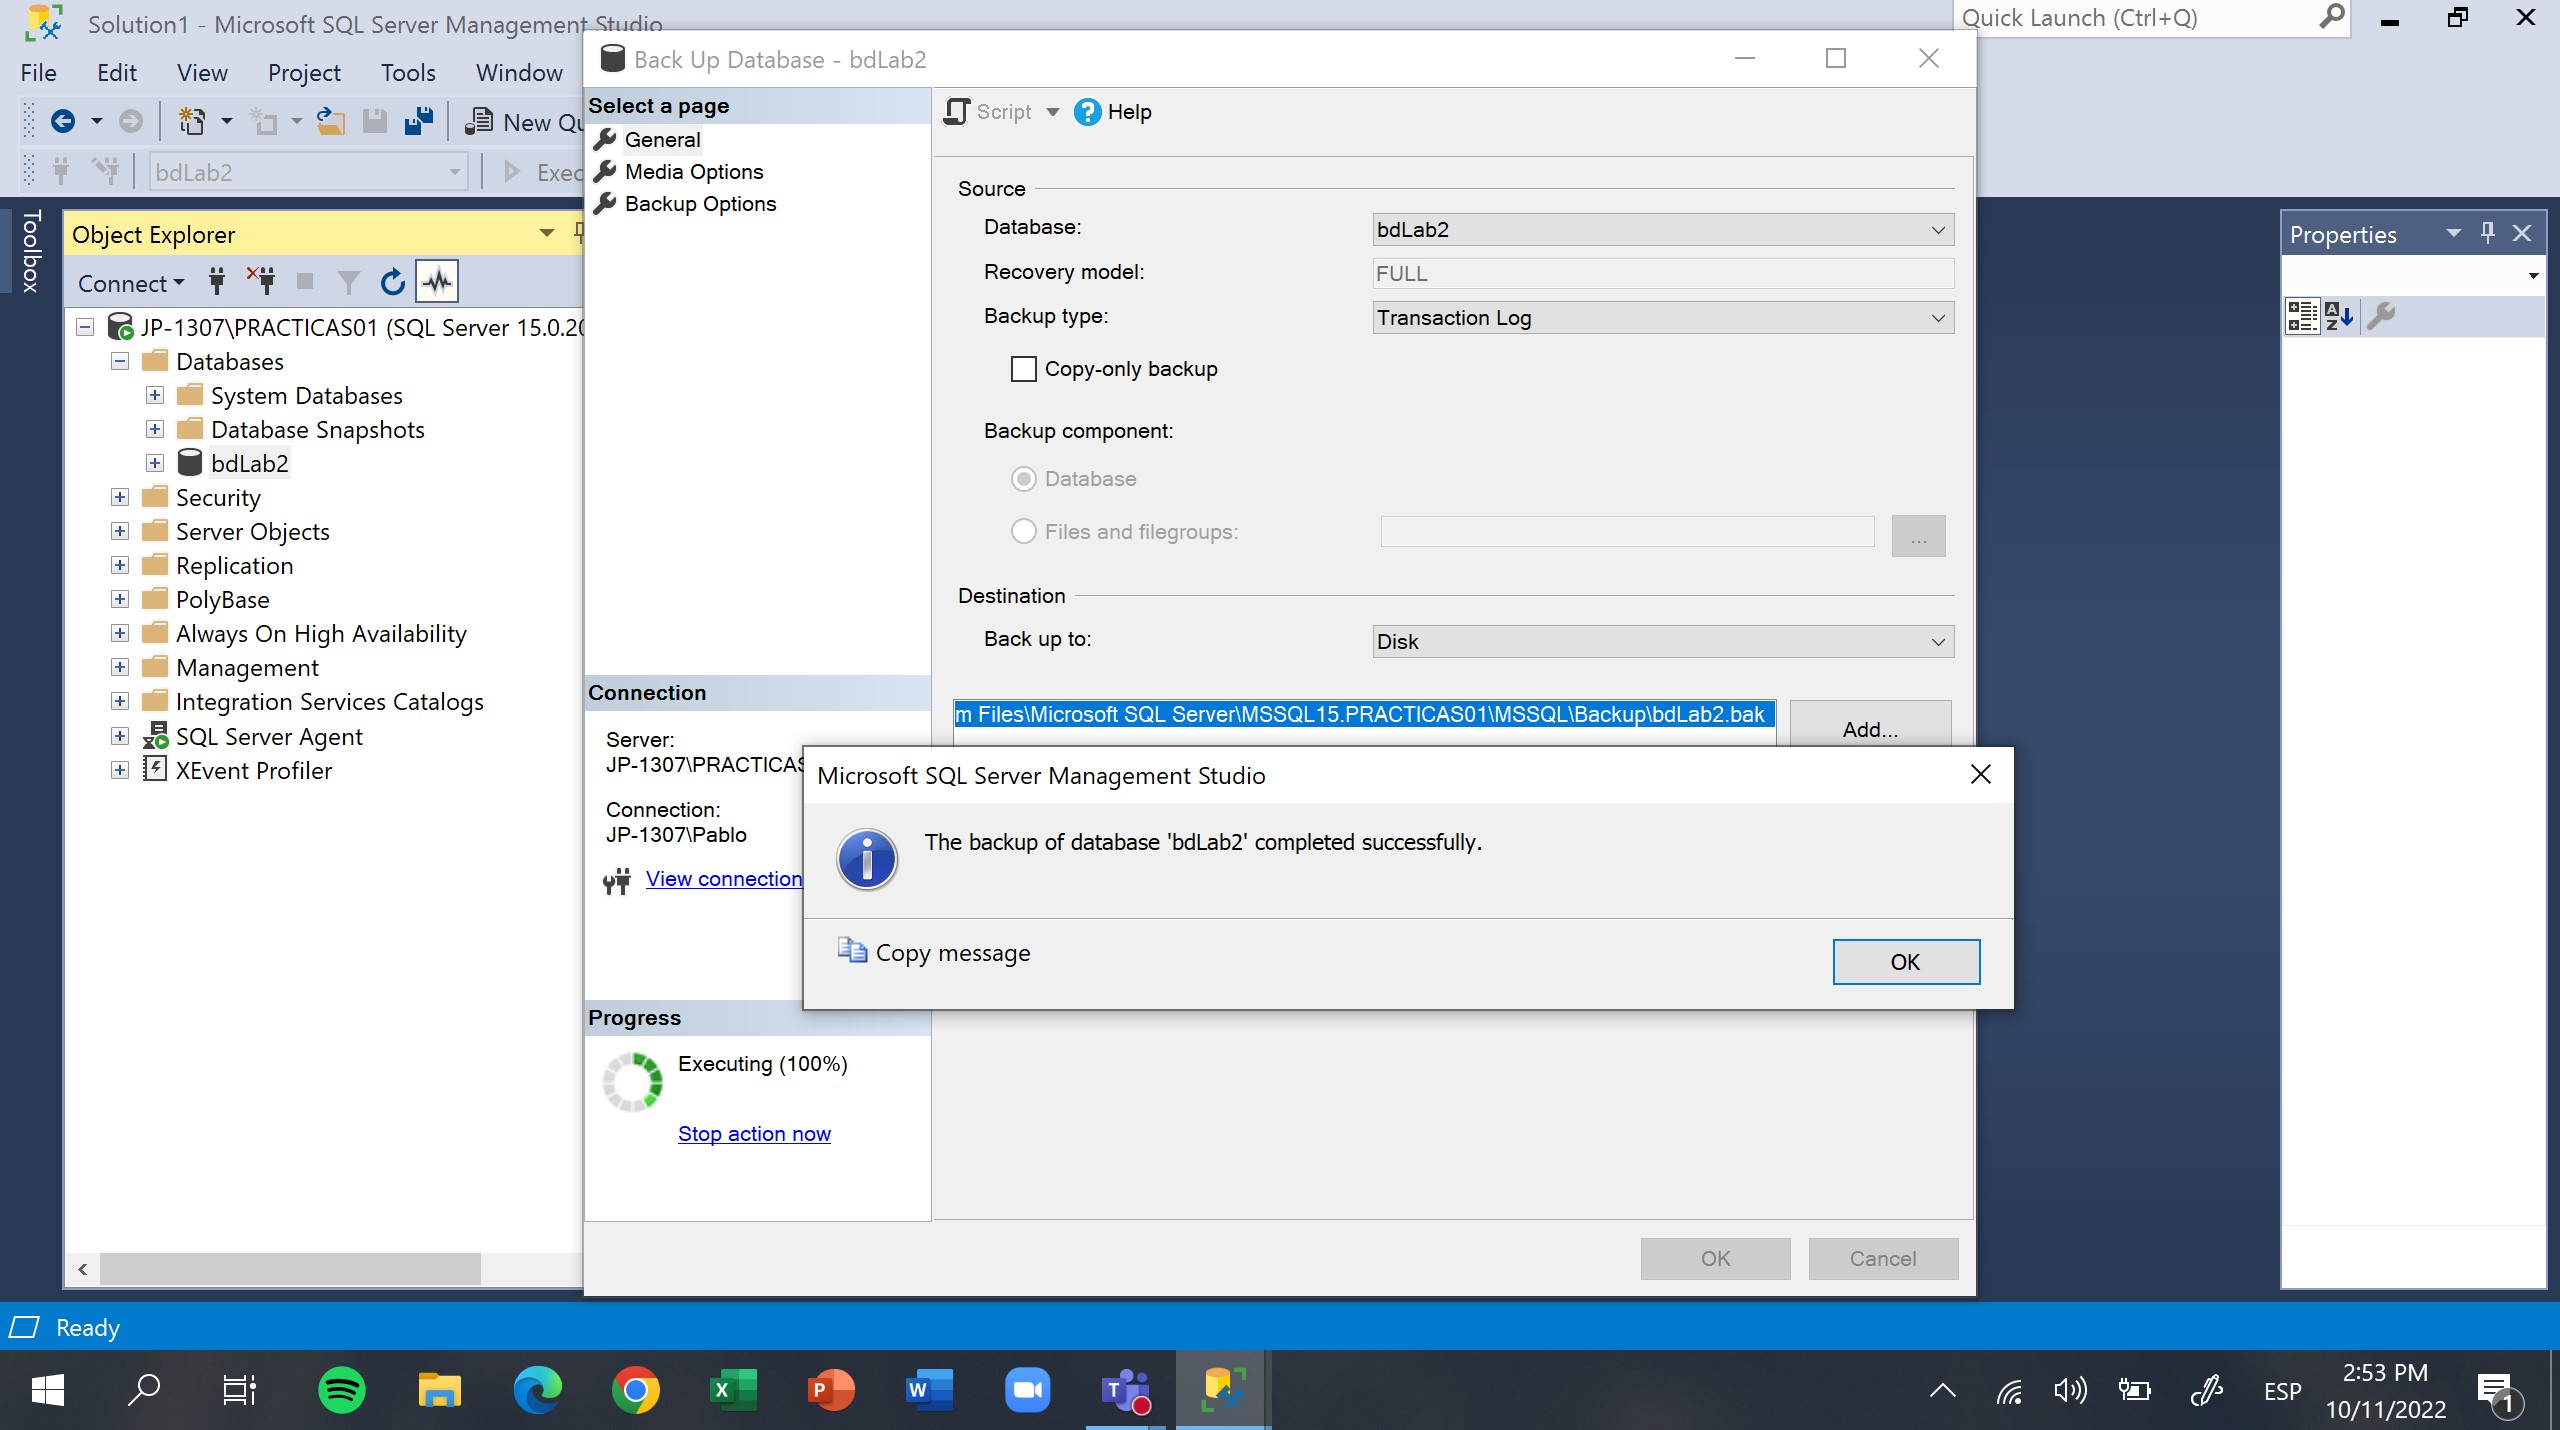 Solution1 - Microsoft SQL Server Management Studio
Quick Launch (Ctrl+Q)
File Edit View Project Tools Window
New Qu
bdLab2
Exec
Toolbox
Object Explorer
Connect
JP-1307\PRACTICAS01 (SQL Server 15.0.20
Databases
System Databases
Database Snapshots
bdLab2
Security
Server Objects
Replication
PolyBase
Always On High Availability
Management
Integration Services Catalogs
SQL Server Agent
XEvent Profiler
Back Up Database - bdLab2
Select a page
General
Media Options
Backup Options
Connection
Server:
JP-1307\PRACTICAS
Connection:
JP-1307\Pablo
View connection
Progress
Executing (100%)
Stop action now
Script Help
Source
Database: bdLab2
Recovery model: FULL
Backup type: Transaction Log
Copy-only backup
Backup component:
Database
Files and filegroups:
...
Destination
Back up to: Disk
m Files\Microsoft SQL Server\MSSQL15.PRACTICAS01\MSSQL\Backup\bdLab2.bak
Add...
Microsoft SQL Server Management Studio
The backup of database 'bdLab2' completed successfully.
Copy message
OK
OK Cancel
Properties
Ready
ESP
2:53 PM
10/11/2022
1